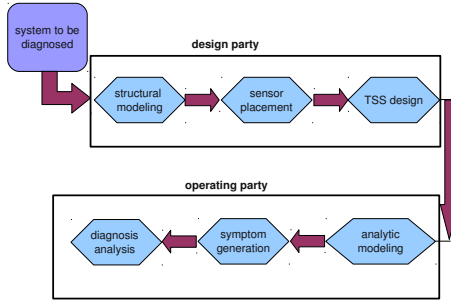 system to be
diagnosed
design party
structural
modeling
sensor
placement
TSS design
operating party
diagnosis
analysis
symptom
generation
analytic
modeling